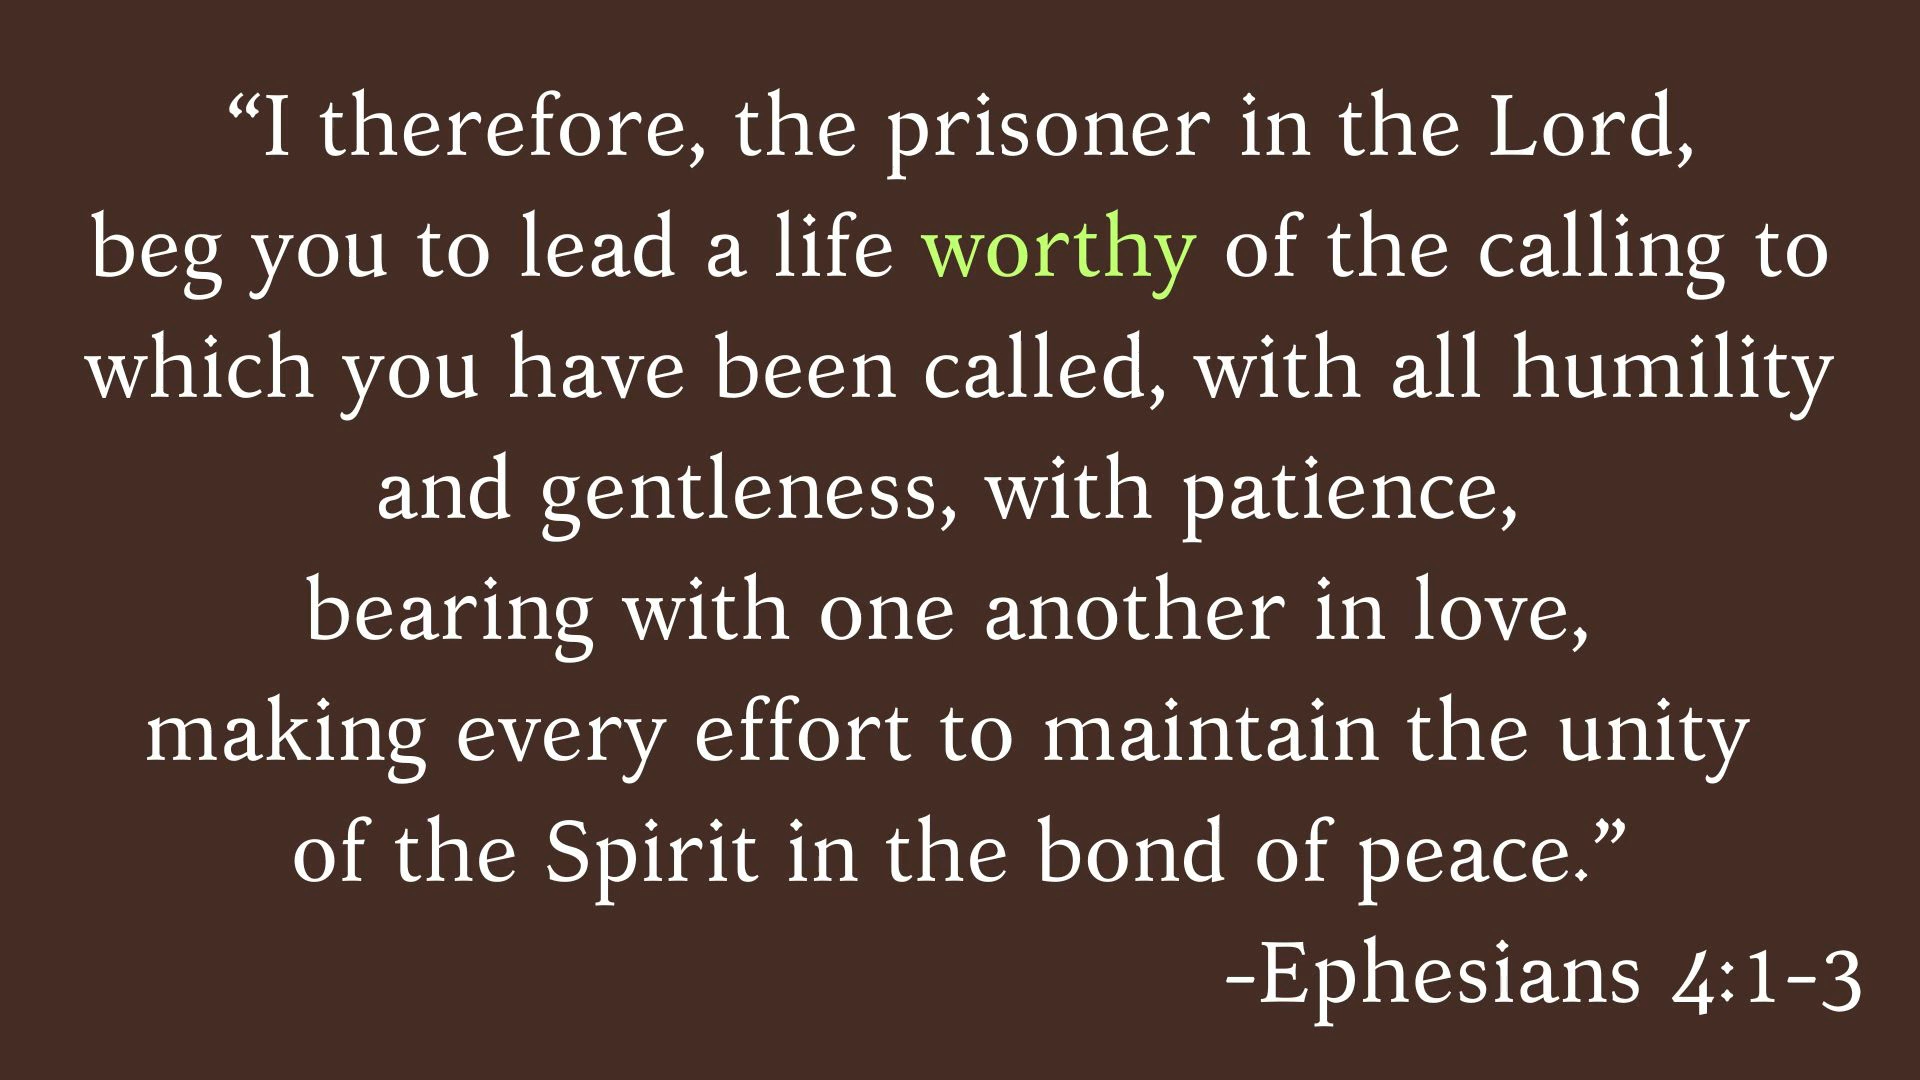 “I therefore, the prisoner in the Lord,
beg you to lead a life worthy of the calling to
which you have been called, with all humility
and gentleness, with patience,
bearing with one another in love,
making every effort to maintain the unity
of the Spirit in the bond of peace.”
-Ephesians 4:1-3